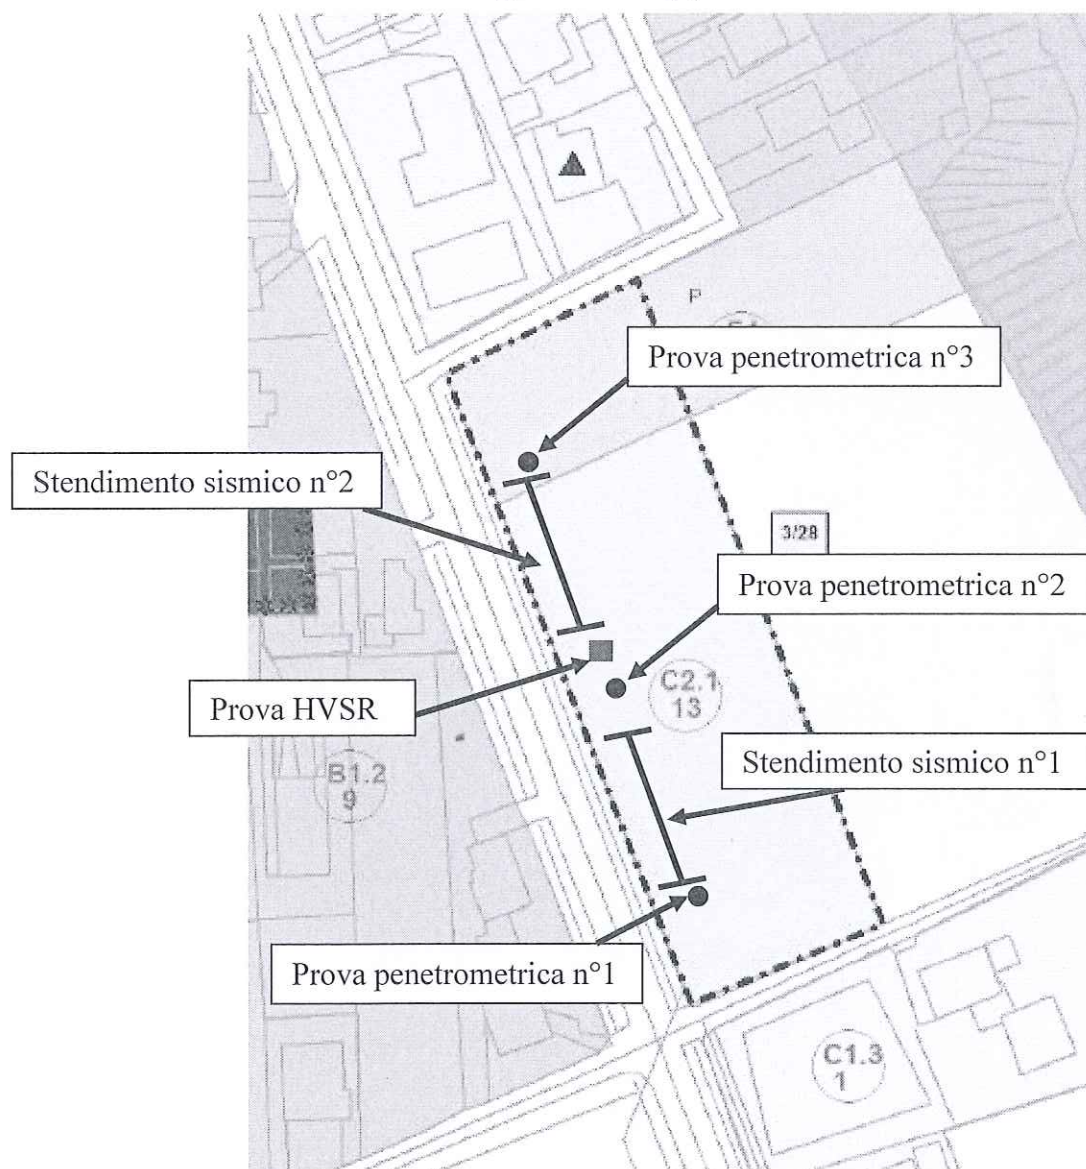 P
Prova penetrometrica n°3
Stendimento sismico n°2
3/28
Prova penetrometrica n°2
C2.1
13
Prova HVSR
Stendimento sismico n°1
B1.2
9
Prova penetrometrica n°1
C1.3
1